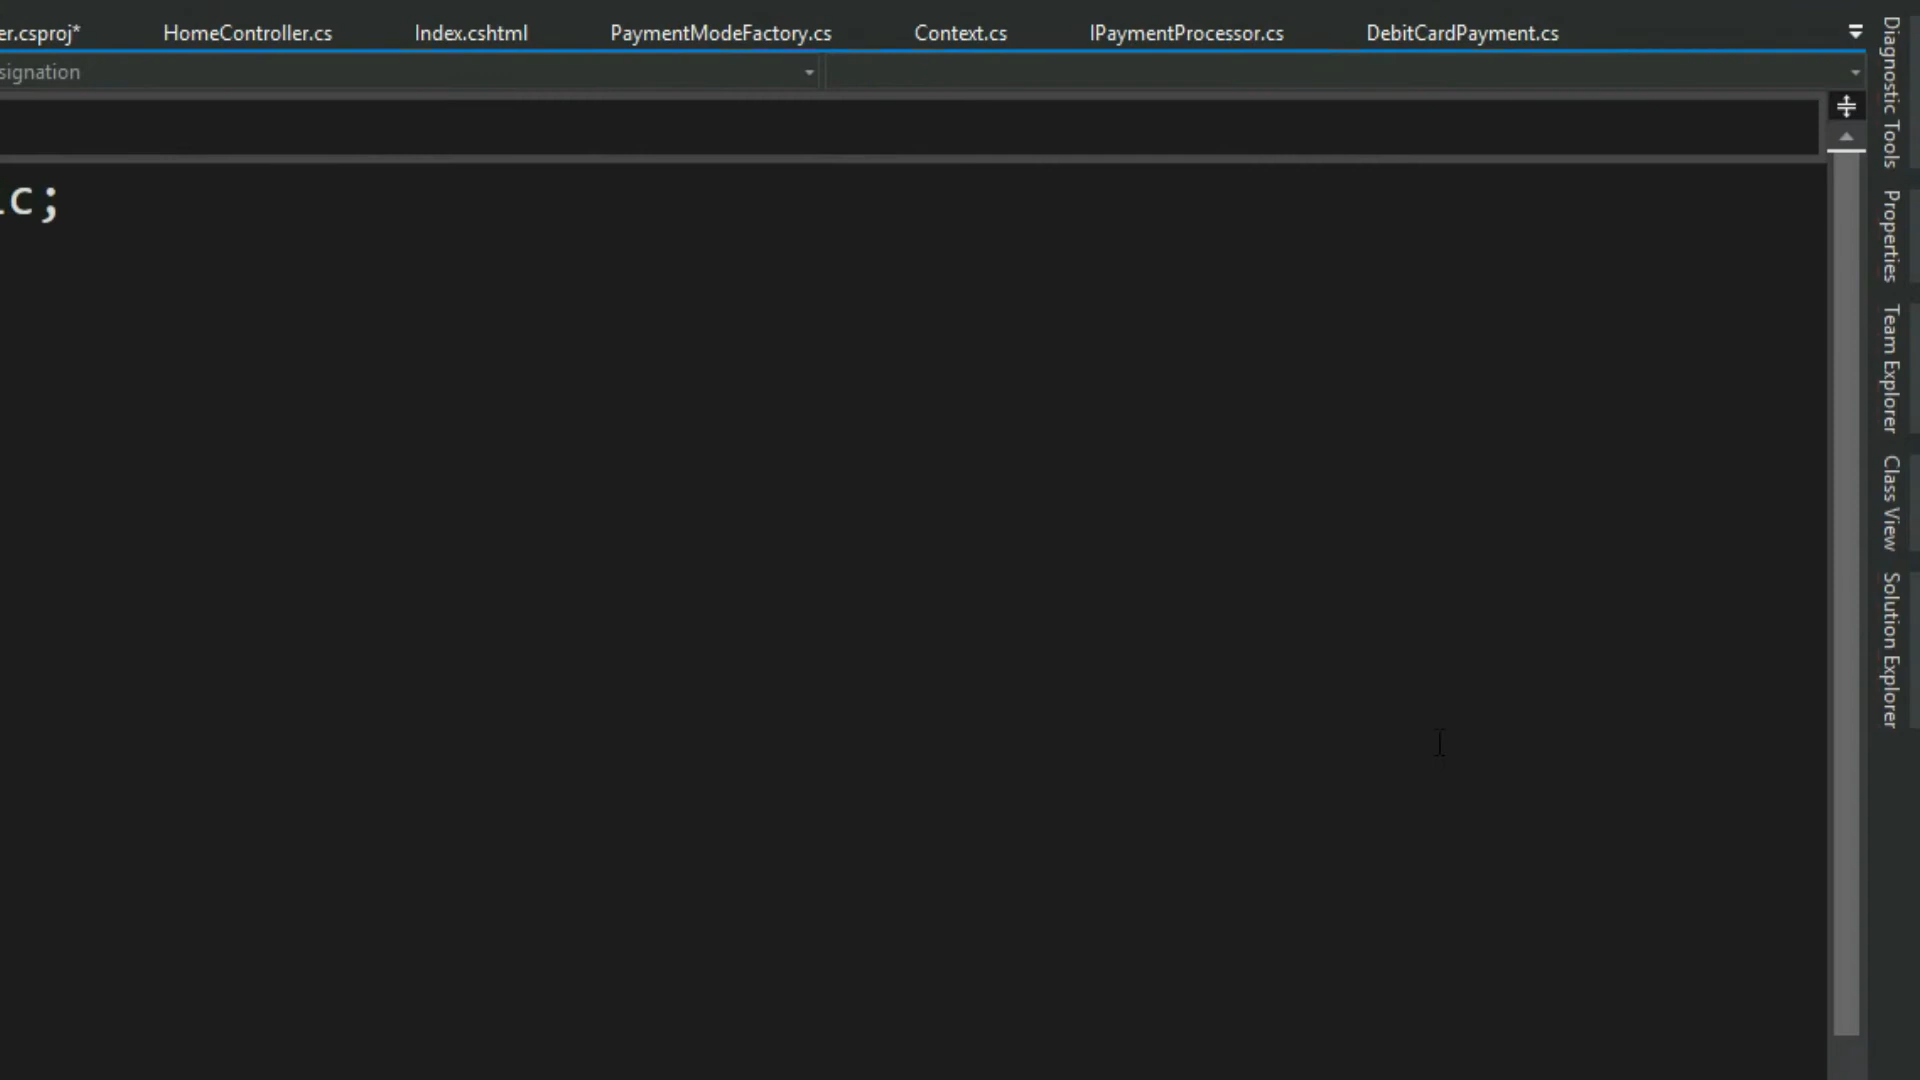 er.csproj* HomeController.cs Index.cshtml PaymentModeFactory.cs Context.cs IPaymentProcessor.cs DebitCardPayment.cs
signation
ic;
Diagnostic Tools
Properties
Team Explorer
Class View
Solution Explorer